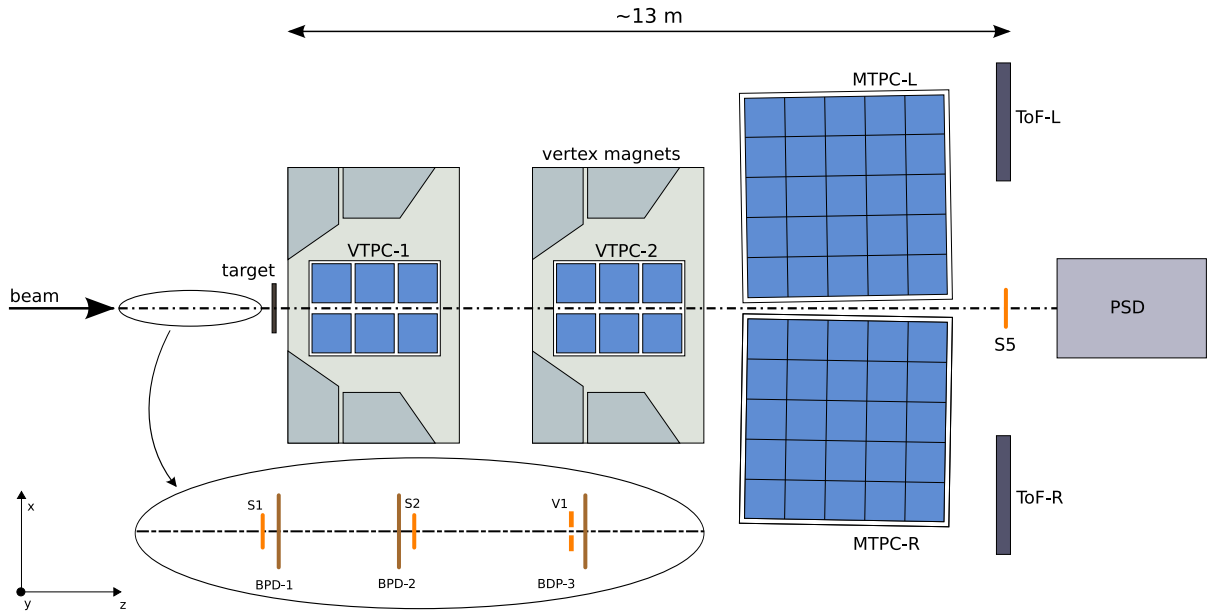 ~13 m
MTPC-L
ToF-L
vertex magnets
VTPC-1
VTPC-2
target
beam
PSD
S5
S1
S2
V1
ToF-R
x
BPD-1
BPD-2
BDP-3
MTPC-R
y
z